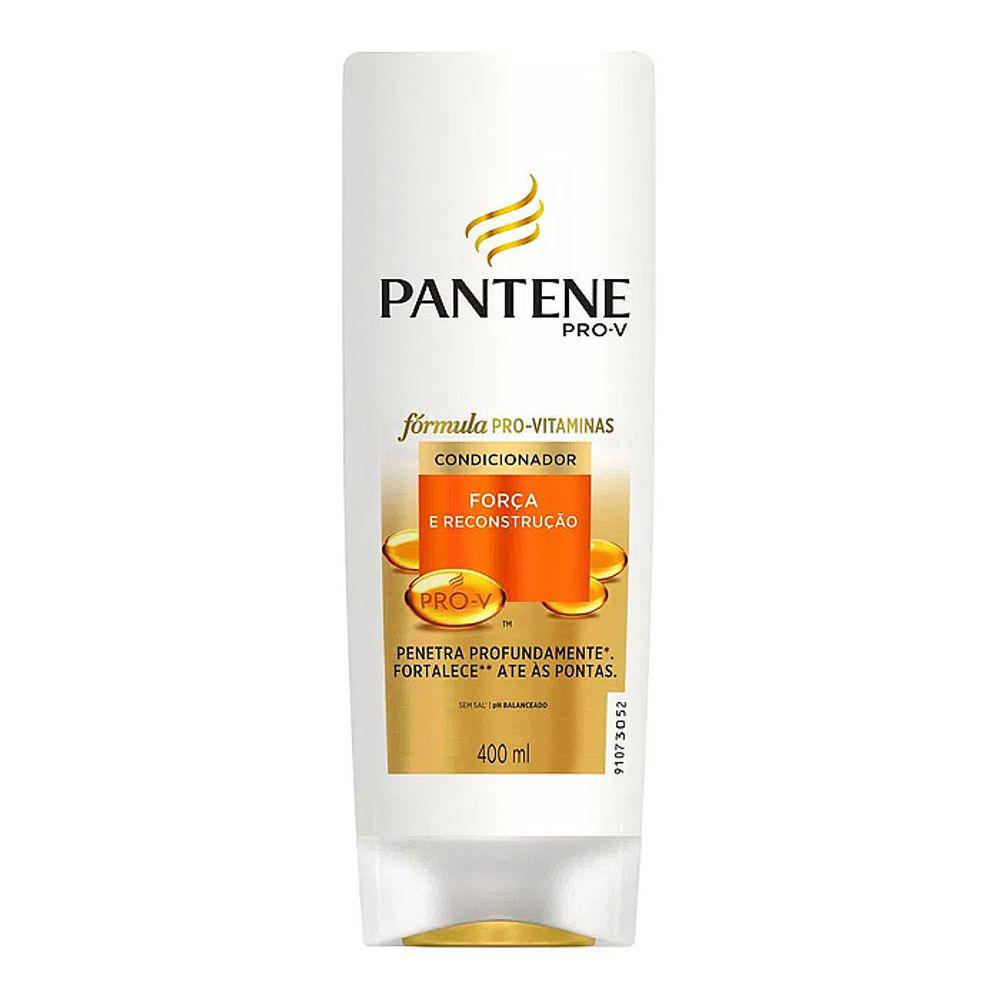 PANTENE
PRO-V
fórmula PRO-VITAMINAS
CONDICIONADOR
FORÇA
E RECONSTRUÇÃO
PRO-V
TM
PENETRA PROFUNDAMENTE*.
FORTALECE** ATE ÀS PONTAS.
SEM SAL' | pH BALANCEADO
400 ml
91073052